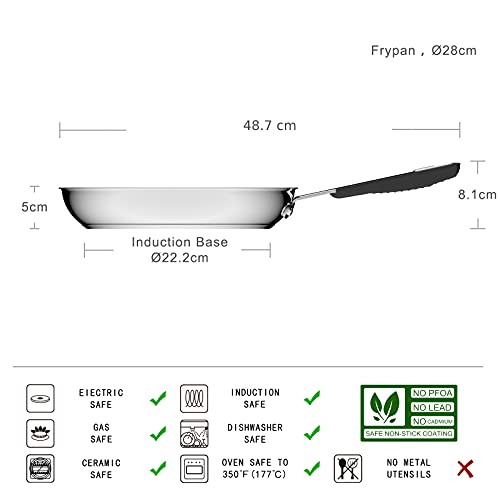 Frypan , Ø28cm
48.7 cm
5cm
8.1cm
Induction Base
Ø22.2cm
EIECTRIC
SAFE
INDUCTION
SAFE
GAS
SAFE
DISHWASHER
SAFE
CERAMIC
SAFE
OVEN SAFE TO
350℉(177℃)
NO PFOA
NO LEAD
NO CADMIUM
SAFE NON-STICK COATING
NO METAL
UTENSILS